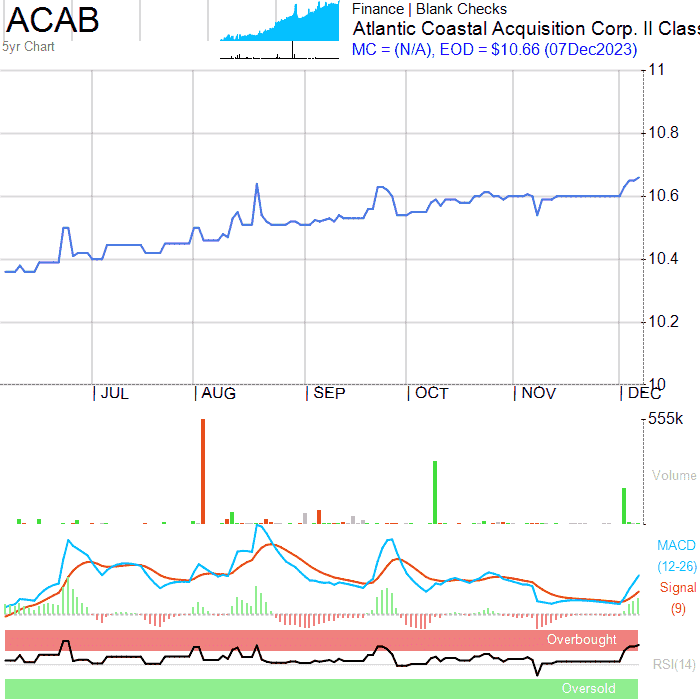 ACAB
5yr Chart
Finance | Blank Checks
Atlantic Coastal Acquisition Corp. II Clas
MC = (N/A), EOD = $10.66 (07Dec2023)
11
10.8
10.6
10.4
10.2
10
JUL
AUG
SEP
OCT
NOV
DEC
555k
Volume
MACD
(12-26)
Signal
(9)
Overbought
RSI(14)
Oversold